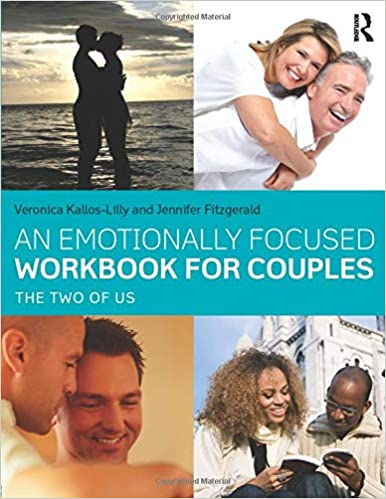 Copyrighted Material
ROUTLEDGE
Veronica Kallos-Lilly and Jennifer Fitzgerald
AN EMOTIONALLY FOCUSED
WORKBOOK FOR COUPLES
THE TWO OF US
Copyrighted Material